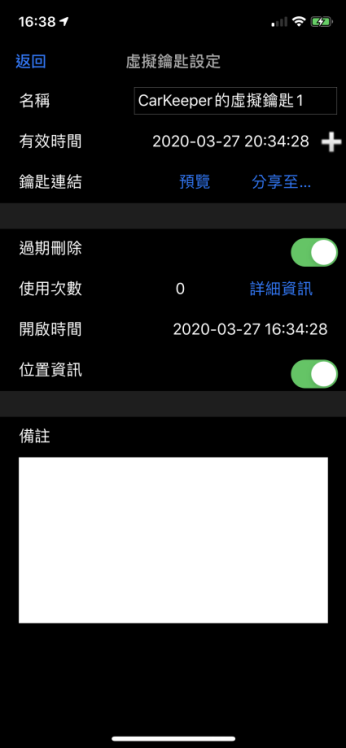 16:38
返回 虛擬鑰匙設定
名稱 CarKeeper的虛擬鑰匙1
有效時間 2020-03-27 20:34:28
鑰匙連結 預覽 分享至...
過期刪除
使用次數 0 詳細資訊
開啟時間 2020-03-27 16:34:28
位置資訊
備註